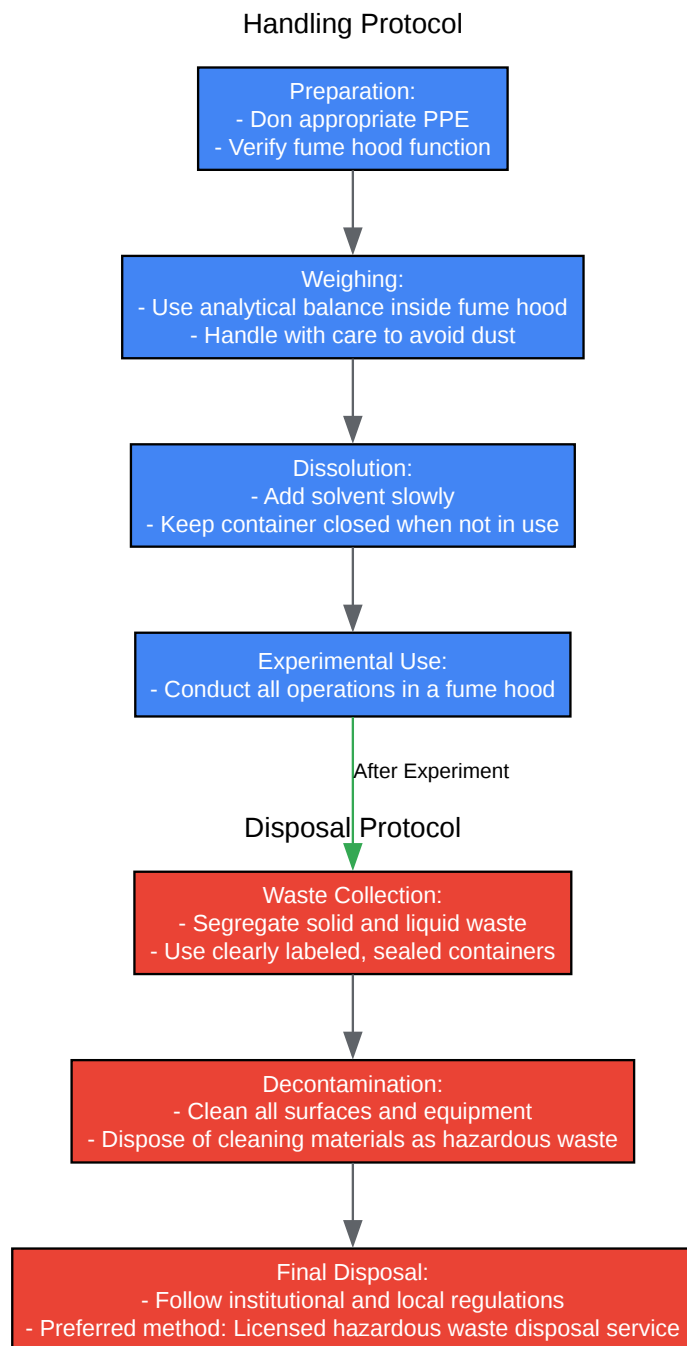 Handling Protocol
Preparation:
- Don appropriate PPE
- Verify fume hood function
Weighing:
- Use analytical balance inside fume hood
- Handle with care to avoid dust
Dissolution:
- Add solvent slowly
- Keep container closed when not in use
Experimental Use:
- Conduct all operations in a fume hood
After Experiment
Disposal Protocol
Waste Collection:
- Segregate solid and liquid waste
- Use clearly labeled, sealed containers
Decontamination:
- Clean all surfaces and equipment
- Dispose of cleaning materials as hazardous waste
Final Disposal:
- Follow institutional and local regulations
- Preferred method: Licensed hazardous waste disposal service